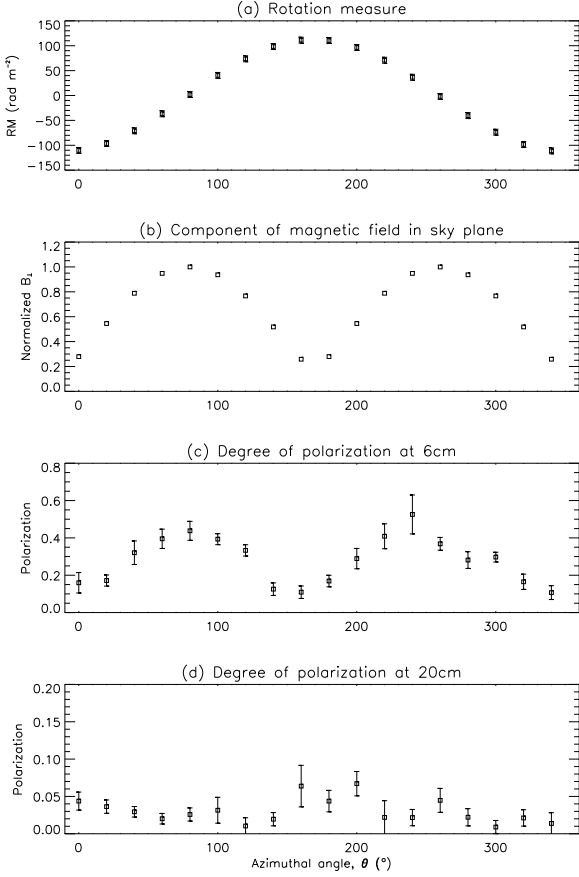 (a) Rotation measure
150
100
50
0
−50
−100
−150
RM (rad m⁻²)
0 100 200 300
(b) Component of magnetic field in sky plane
1.2
1.0
0.8
0.6
0.4
0.2
0.0
Normalized B⊥
0 100 200 300
(c) Degree of polarization at 6cm
0.8
0.6
0.4
0.2
0.0
Polarization
0 100 200 300
(d) Degree of polarization at 20cm
0.20
0.15
0.10
0.05
0.00
Polarization
0 100 200 300
Azimuthal angle, θ (°)